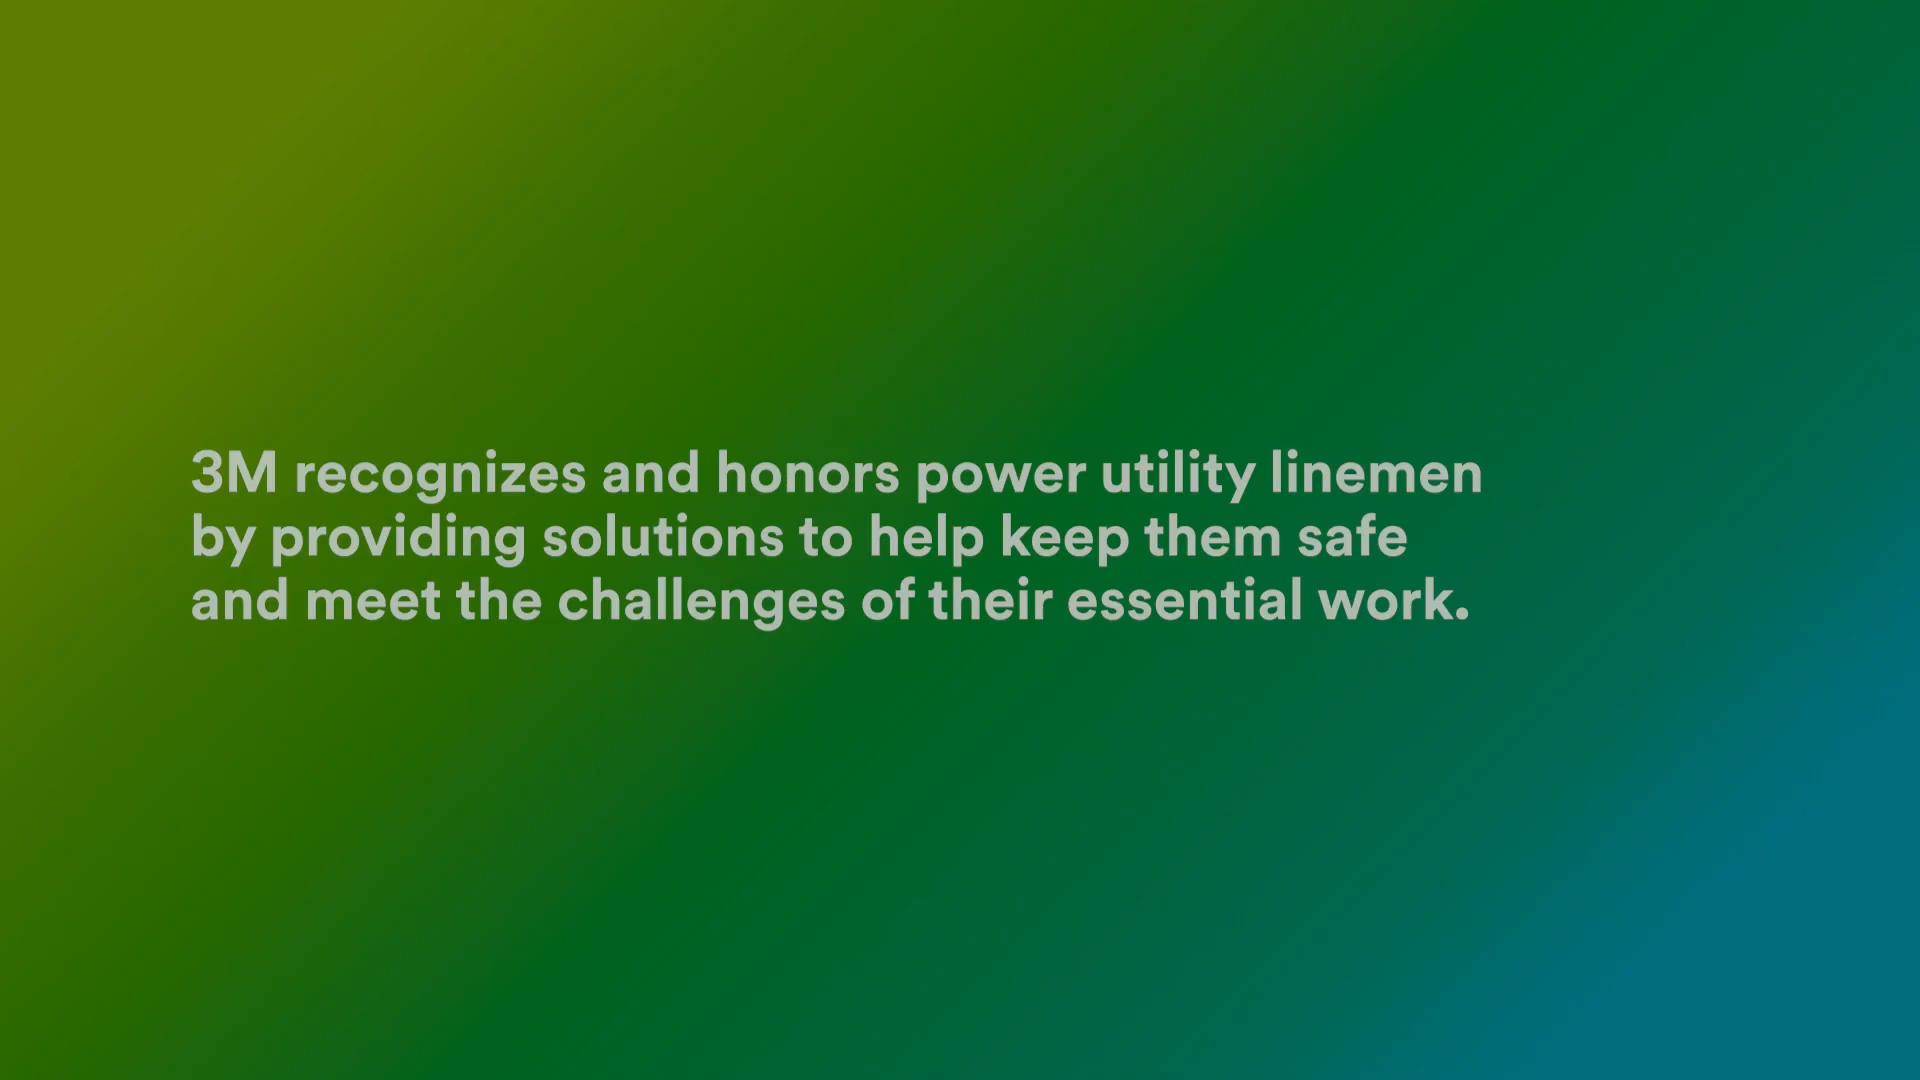 3M recognizes and honors power utility linemen
by providing solutions to help keep them safe
and meet the challenges of their essential work.